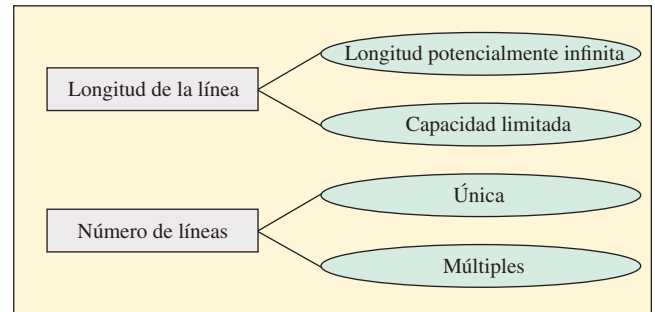 Longitud de la línea
Longitud potencialmente infinita
Capacidad limitada
Número de líneas
Única
Múltiples